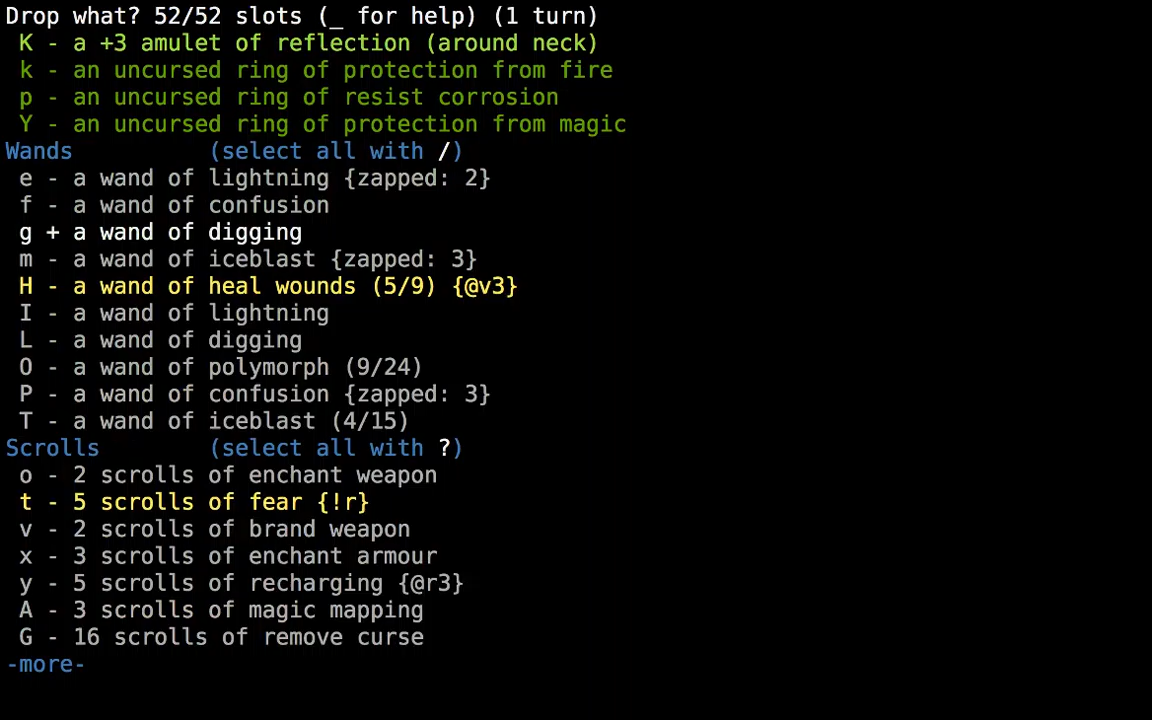 Drop what? 52/52 slots (_ for help) (1 turn)
K - a +3 amulet of reflection (around neck)
k - an uncursed ring of protection from fire
p - an uncursed ring of resist corrosion
Y - an uncursed ring of protection from magic
Wands (select all with /)
e - a wand of lightning {zapped: 2}
f - a wand of confusion
g + a wand of digging
m - a wand of iceblast {zapped: 3}
H - a wand of heal wounds (5/9) {@v3}
I - a wand of lightning
L - a wand of digging
O - a wand of polymorph (9/24)
P - a wand of confusion {zapped: 3}
T - a wand of iceblast (4/15)
Scrolls (select all with ?)
o - 2 scrolls of enchant weapon
t - 5 scrolls of fear {!r}
v - 2 scrolls of brand weapon
x - 3 scrolls of enchant armour
y - 5 scrolls of recharging {@r3}
A - 3 scrolls of magic mapping
G - 16 scrolls of remove curse
-more-